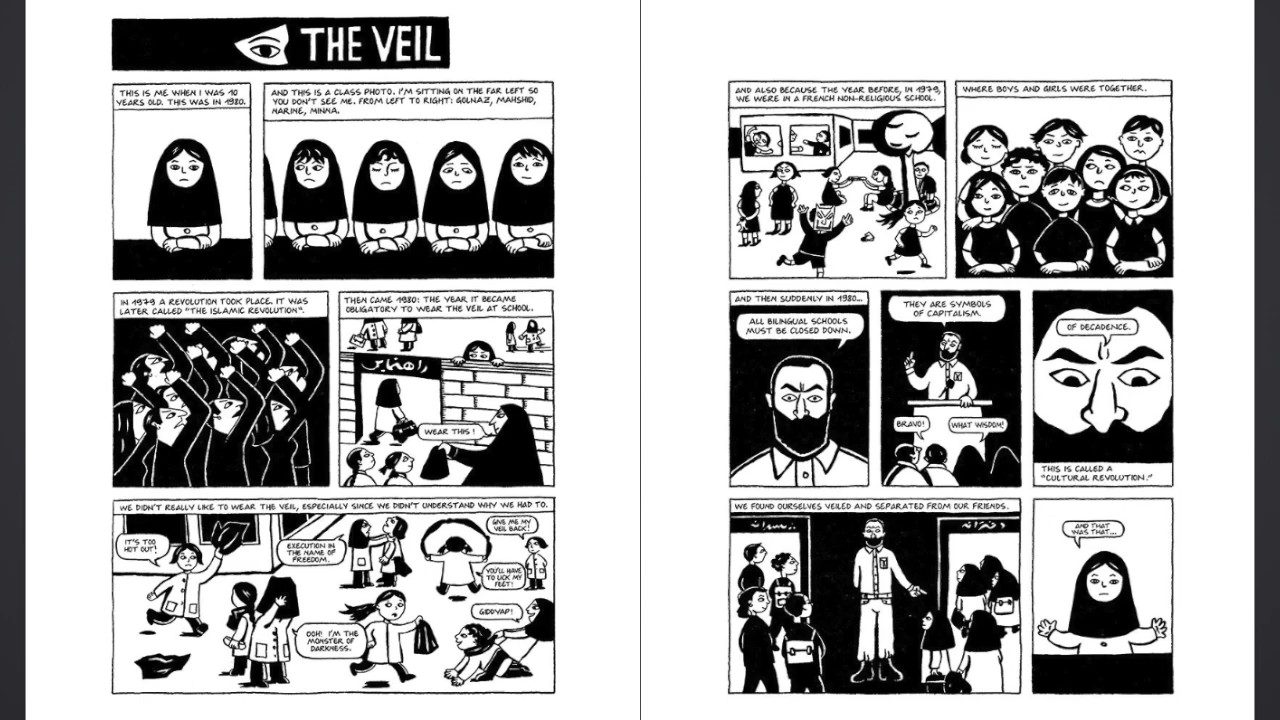 THE VEIL
THIS IS ME WHEN I WAS 10
YEARS OLD. THIS WAS IN 1980.
AND THIS IS A CLASS PHOTO. I'M SITTING ON THE FAR LEFT SO
YOU DON'T SEE ME. FROM LEFT TO RIGHT: GOLNAZ, MAHSHID,
NARINE, MINNA.
IN 1979 A REVOLUTION TOOK PLACE. IT WAS
LATER CALLED "THE ISLAMIC REVOLUTION".
THEN CAME 1980: THE YEAR IT BECAME
OBLIGATORY TO WEAR THE VEIL AT SCHOOL.
WEAR THIS!
WE DIDN'T REALLY LIKE TO WEAR THE VEIL, ESPECIALLY SINCE WE DIDN'T UNDERSTAND WHY WE HAD TO.
IT'S TOO
HOT OUT!
EXECUTION IN
THE NAME OF
FREEDOM.
GIVE ME MY
VEIL BACK!
YOU'LL HAVE
TO LICK MY
FEET!
OOH! I'M THE
MONSTER OF
DARKNESS.
GIDDYAP!
AND ALSO BECAUSE THE YEAR BEFORE, IN 1979,
WE WERE IN A FRENCH NON-RELIGIOUS SCHOOL.
WHERE BOYS AND GIRLS WERE TOGETHER.
AND THEN SUDDENLY IN 1980...
ALL BILINGUAL SCHOOLS
MUST BE CLOSED DOWN.
THEY ARE SYMBOLS
OF CAPITALISM.
BRAVO!
WHAT WISDOM!
OF DECADENCE.
THIS IS CALLED A
"CULTURAL REVOLUTION."
WE FOUND OURSELVES VEILED AND SEPARATED FROM OUR FRIENDS.
پسرانه
دخترانه
AND THAT
WAS THAT...